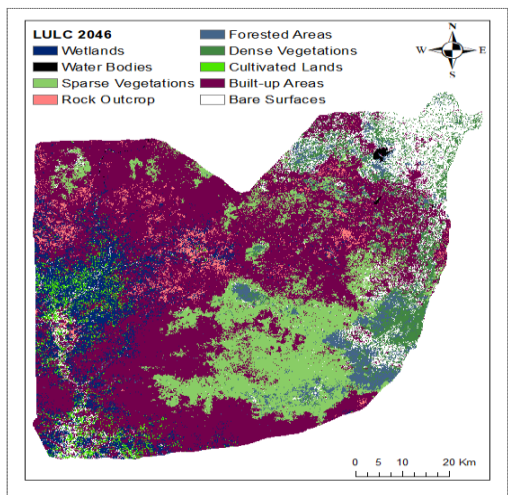 LULC 2046
Wetlands
Water Bodies
Sparse Vegetations
Rock Outcrop
Forested Areas
Dense Vegetations
Cultivated Lands
Built-up Areas
Bare Surfaces
N
W E
S
0 5 10 20 Km